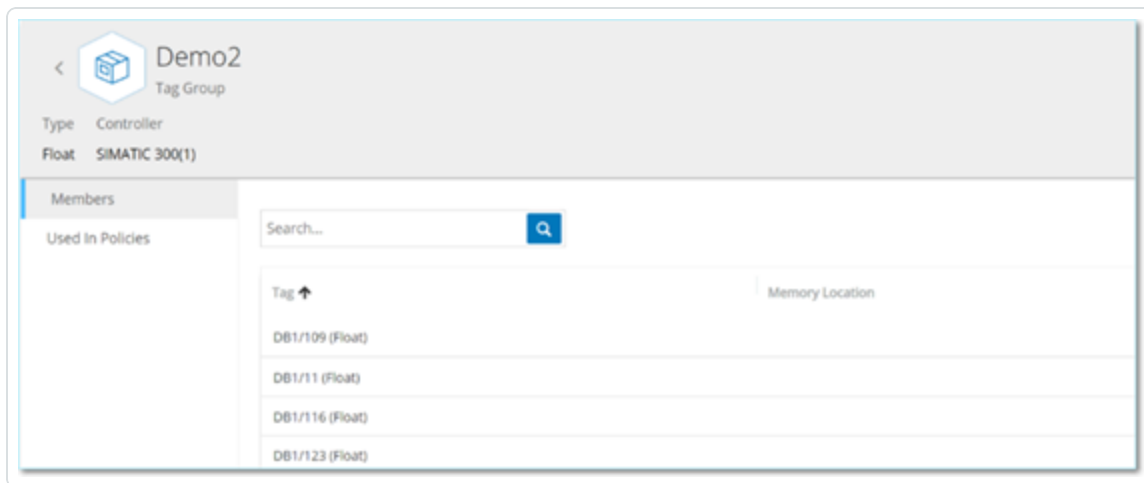 Demo2
Tag Group
Type Controller
Float SIMATIC 300(1)
Members
Used In Policies
Search...
Tag Memory Location
DB1/109 (Float)
DB1/11 (Float)
DB1/116 (Float)
DB1/123 (Float)